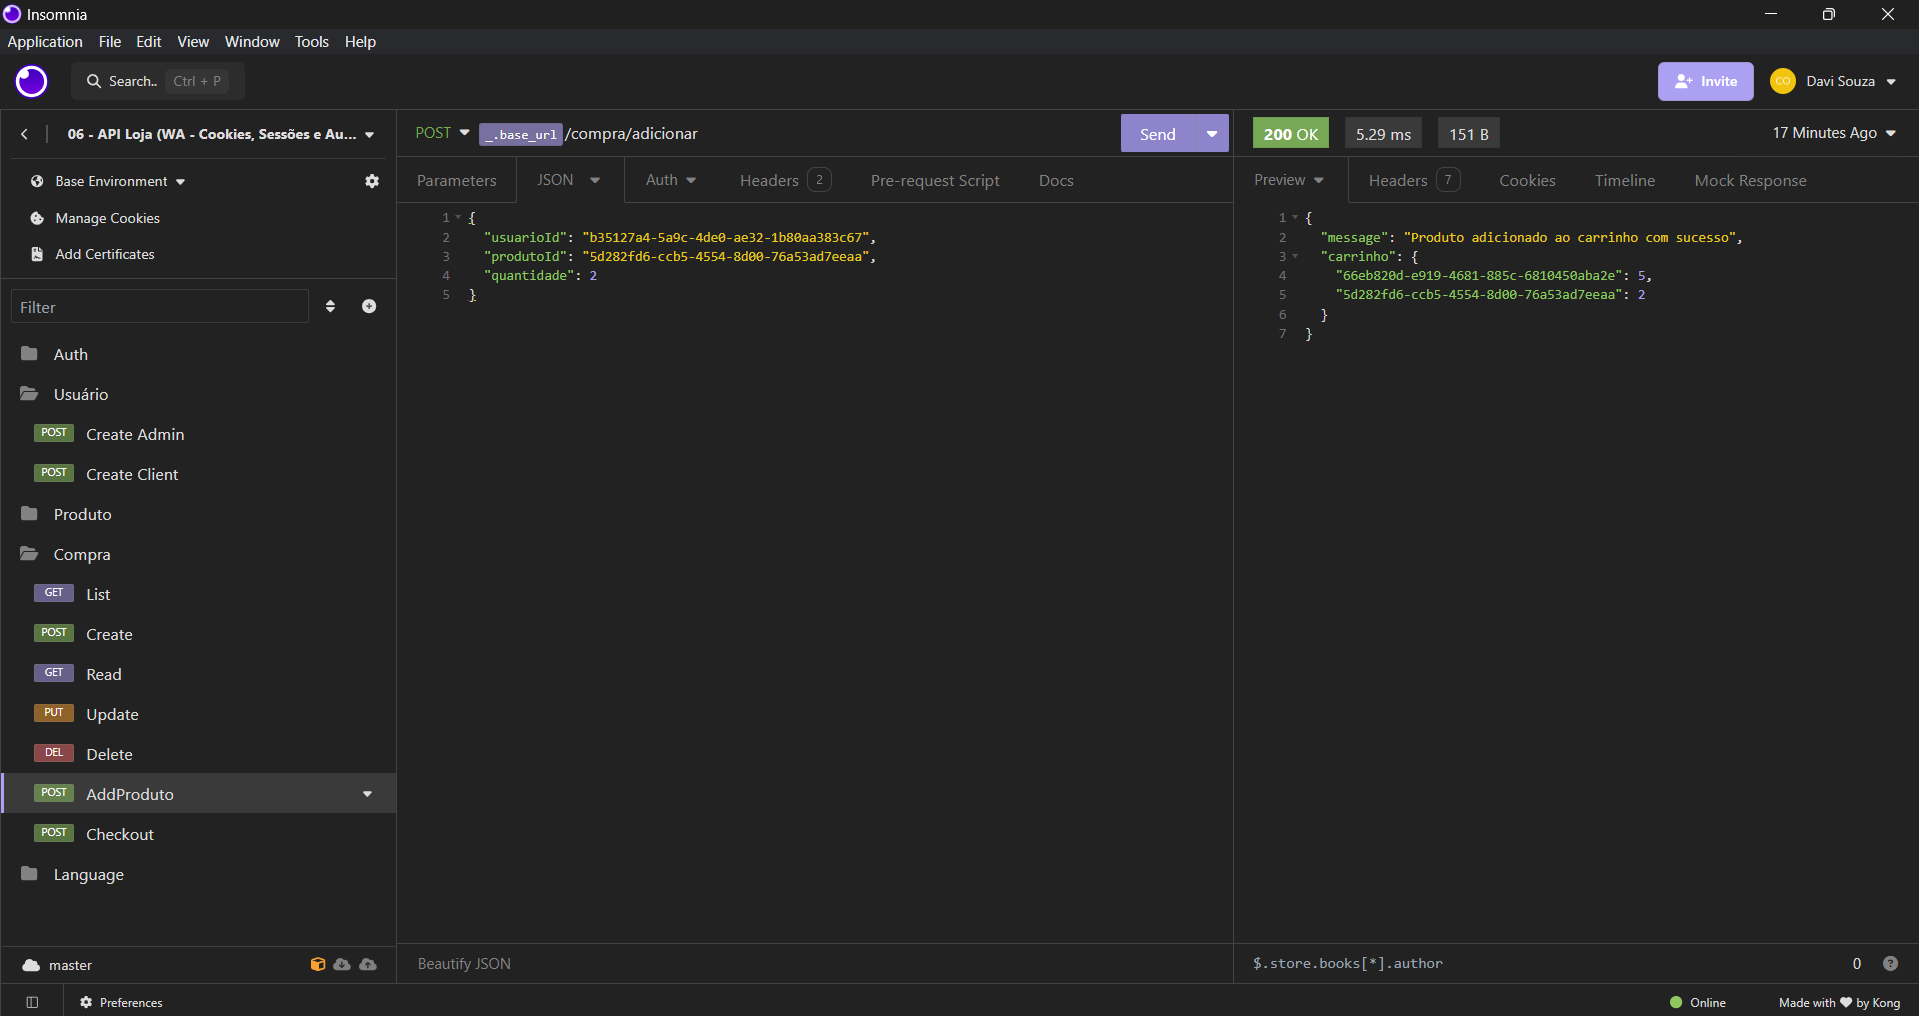 Insomnia
Application File Edit View Window Tools Help
Search.. Ctrl + P
Invite
CO Davi Souza
06 - API Loja (WA - Cookies, Sessões e Au...
Base Environment
Manage Cookies
Add Certificates
Filter
Auth
Usuário
POST Create Admin
POST Create Client
Produto
Compra
GET List
POST Create
GET Read
PUT Update
DEL Delete
POST AddProduto
POST Checkout
Language
master
Preferences
POST _.base_url/compra/adicionar Send
Parameters JSON Auth Headers 2 Pre-request Script Docs
1 {
2 "usuarioId": "b35127a4-5a9c-4de0-ae32-1b80aa383c67",
3 "produtoId": "5d282fd6-ccb5-4554-8d00-76a53ad7eeaa",
4 "quantidade": 2
5 }
Beautify JSON
200 OK 5.29 ms 151 B 17 Minutes Ago
Preview Headers 7 Cookies Timeline Mock Response
1 {
2 "message": "Produto adicionado ao carrinho com sucesso",
3 "carrinho": {
4 "66eb820d-e919-4681-885c-6810450aba2e": 5,
5 "5d282fd6-ccb5-4554-8d00-76a53ad7eeaa": 2
6 }
7 }
$.store.books[*].author 0 ?
Online Made with ❤ by Kong